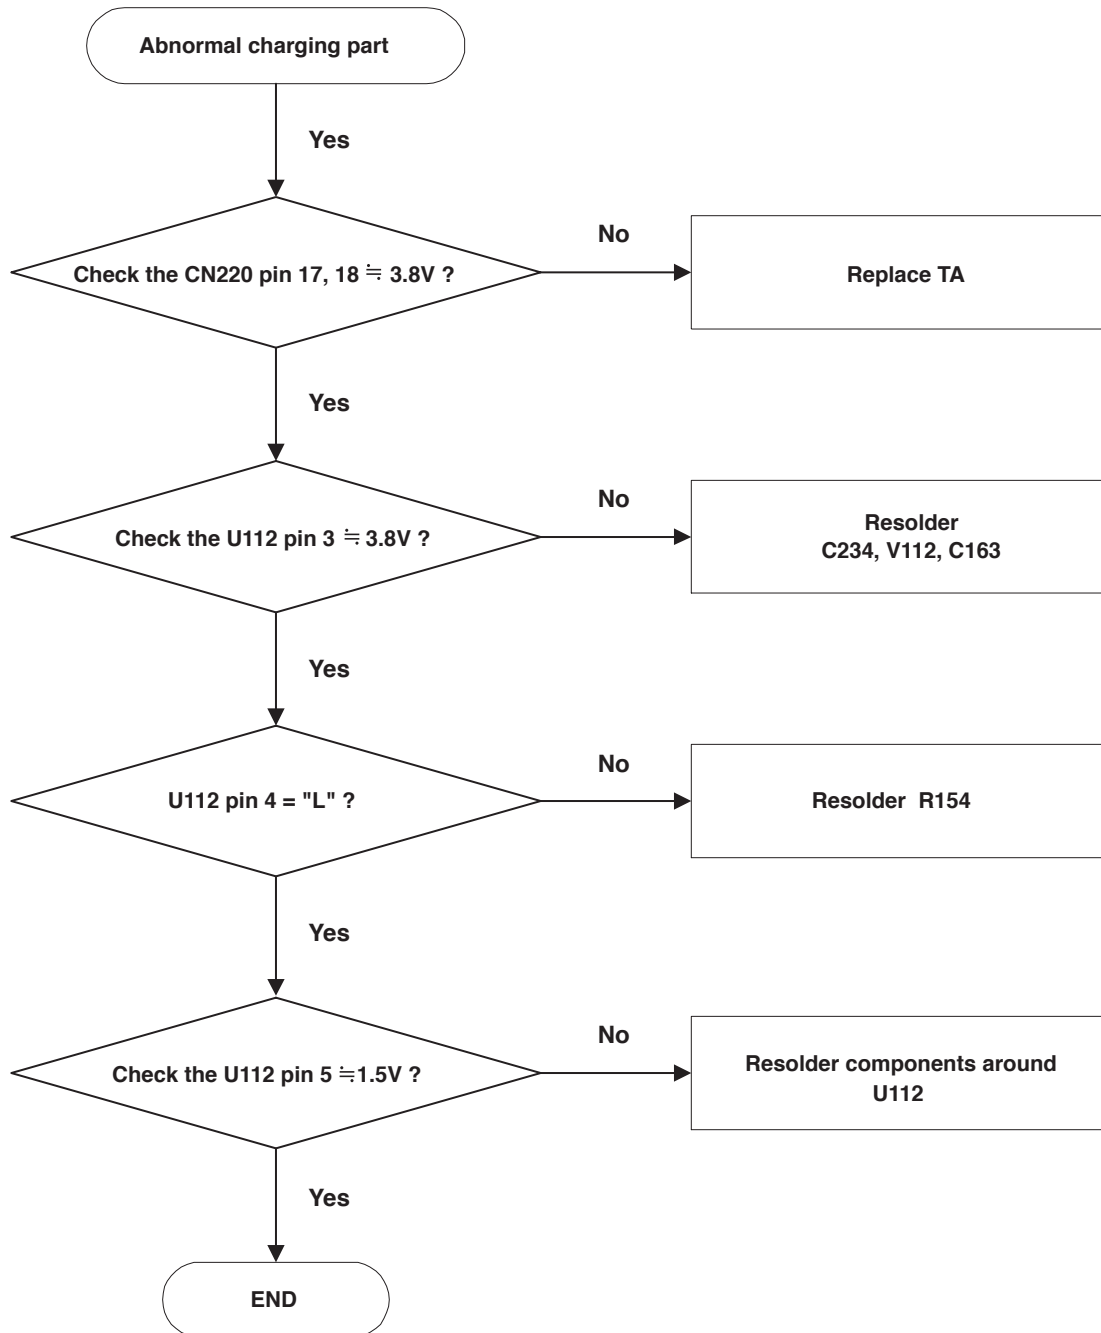 Abnormal charging part
Yes
Check the CN220 pin 17, 18 ≒ 3.8V ?
No
Replace TA
Yes
Check the U112 pin 3 ≒ 3.8V ?
No
Resolder
C234, V112, C163
Yes
U112 pin 4 = "L" ?
No
Resolder R154
Yes
Check the U112 pin 5 ≒1.5V ?
No
Resolder components around
U112
Yes
END